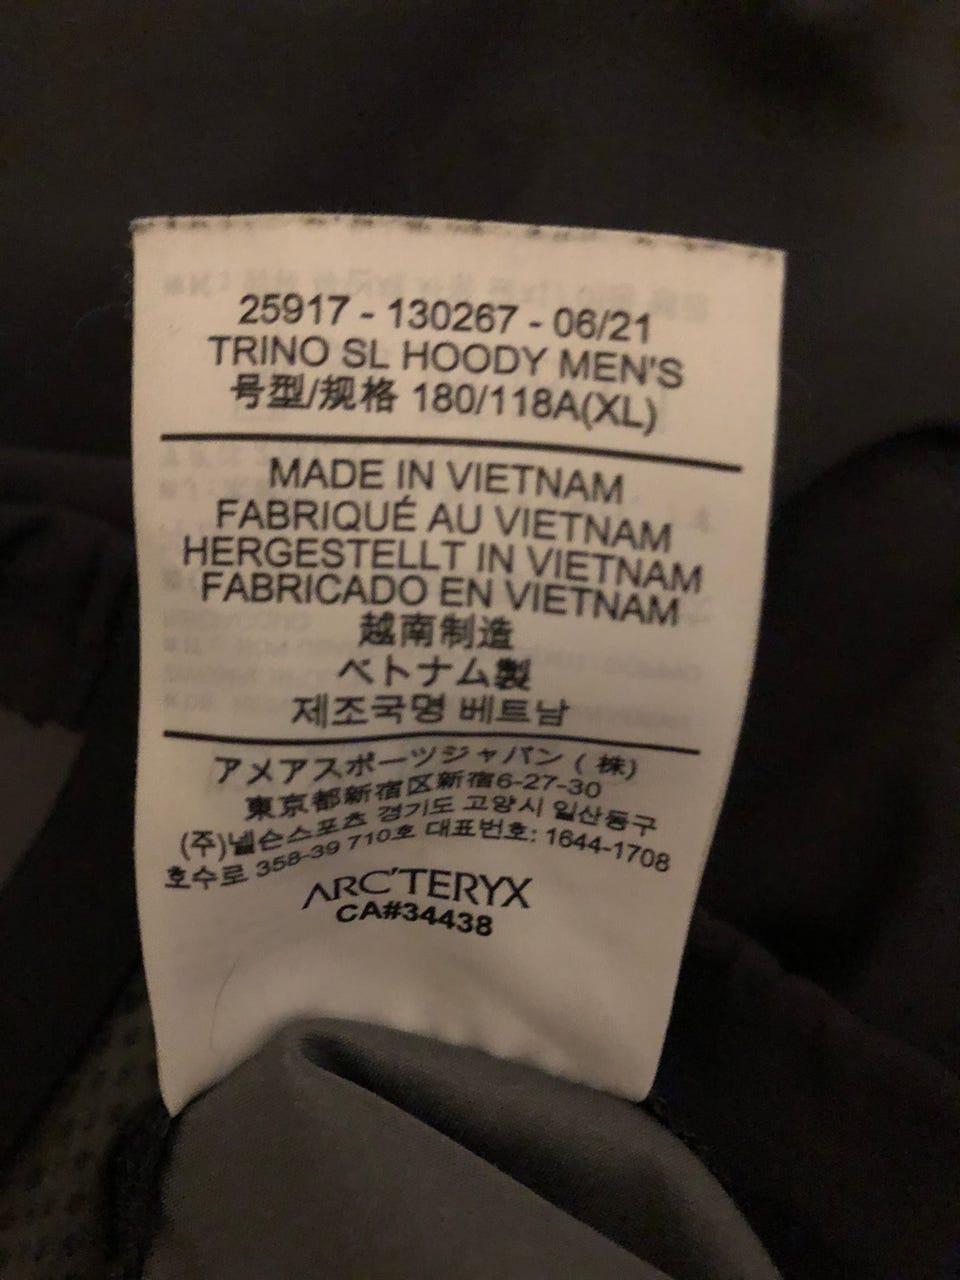 25917 - 130267 - 06/21
TRINO SL HOODY MEN'S
号型/规格 180/118A(XL)
MADE IN VIETNAM
FABRIQUÉ AU VIETNAM
HERGESTELLT IN VIETNAM
FABRICADO EN VIETNAM
越南制造
ベトナム製
제조국명 베트남
アメアスポーツジャパン (株)
東京都新宿区新宿6-27-30
(주)넬슨스포츠 경기도 고양시 일산동구
호수로 358-39 710호 대표번호: 1644-1708
ARC'TERYX
CA#34438